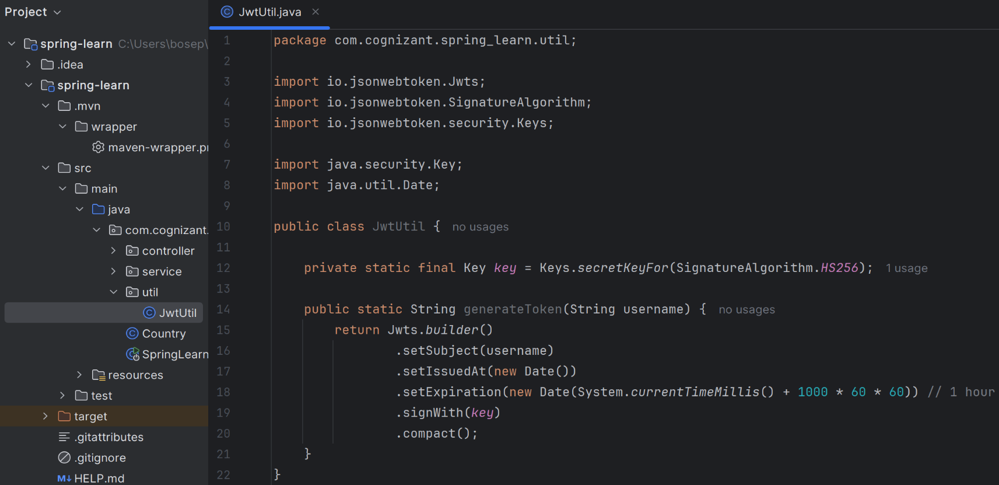 Project
spring-learn C:\Users\bosep\
.idea
spring-learn
.mvn
wrapper
maven-wrapper.pr
src
main
java
com.cognizant.
controller
service
util
JwtUtil
Country
SpringLearn
resources
test
target
.gitattributes
.gitignore
M↓ HELP.md
JwtUtil.java
1 package com.cognizant.spring_learn.util;
2
3 import io.jsonwebtoken.Jwts;
4 import io.jsonwebtoken.SignatureAlgorithm;
5 import io.jsonwebtoken.security.Keys;
6
7 import java.security.Key;
8 import java.util.Date;
9
10 public class JwtUtil { no usages
11
12 private static final Key key = Keys.secretKeyFor(SignatureAlgorithm.HS256); 1 usage
13
14 public static String generateToken(String username) { no usages
15 return Jwts.builder()
16 .setSubject(username)
17 .setIssuedAt(new Date())
18 .setExpiration(new Date(System.currentTimeMillis() + 1000 * 60 * 60)) // 1 hour
19 .signWith(key)
20 .compact();
21 }
22 }